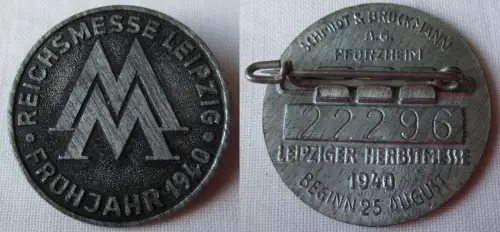 REICHSMESSE LEIPZIG
MM
FRÜHJAHR 1940
SCHMIDT & BRUCKMANN
A.G.
PFORZHEIM
22296
LEIPZIGER HERBSTMESSE
1940
BEGINN 25 AUGUST